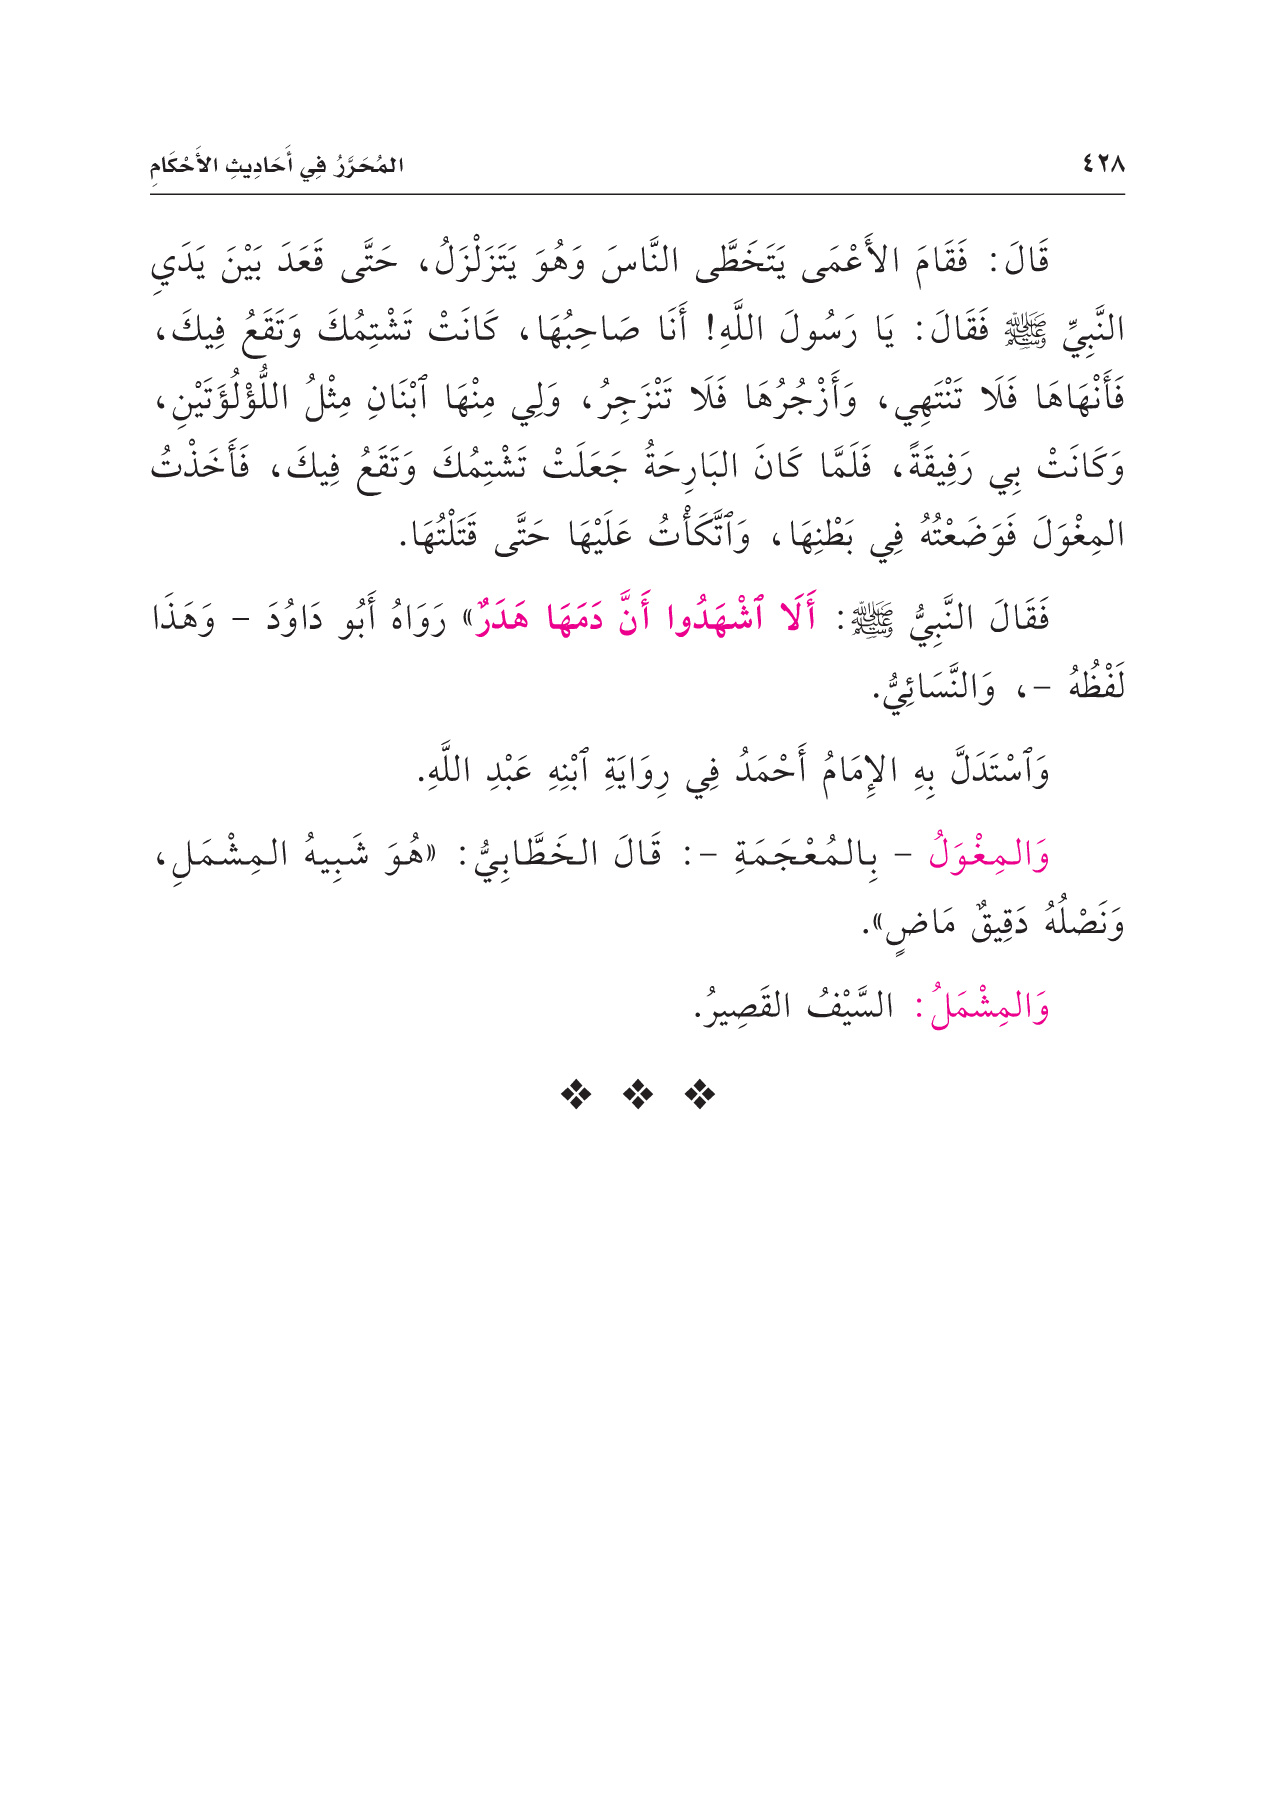 ٤٢٨ المُحَرَّرُ فِي أَحَادِيثِ الأَحْكَامِ
قَالَ: فَقَامَ الأَعْمَى يَتَخَطَّى النَّاسَ وَهُوَ يَتَزَلْزَلُ، حَتَّى قَعَدَ بَيْنَ يَدَيِ
النَّبِيِّ ﷺ فَقَالَ: يَا رَسُولَ اللَّهِ! أَنَا صَاحِبُهَا، كَانَتْ تَشْتِمُكَ وَتَقَعُ فِيكَ،
فَأَنْهَاهَا فَلَا تَنْتَهِي، وَأَزْجُرُهَا فَلَا تَنْزَجِرُ، وَلِي مِنْهَا ٱبْنَانِ مِثْلُ اللُّؤْلُؤَتَيْنِ،
وَكَانَتْ بِي رَفِيقَةً، فَلَمَّا كَانَ البَارِحَةُ جَعَلَتْ تَشْتِمُكَ وَتَقَعُ فِيكَ، فَأَخَذْتُ
المِغْوَلَ فَوَضَعْتُهُ فِي بَطْنِهَا، وَٱتَّكَأْتُ عَلَيْهَا حَتَّى قَتَلْتُهَا.
فَقَالَ النَّبِيُّ ﷺ: أَلَا ٱشْهَدُوا أَنَّ دَمَهَا هَدَرٌ» رَوَاهُ أَبُو دَاوُدَ - وَهَذَا
لَفْظُهُ -، وَالنَّسَائِيُّ.
وَٱسْتَدَلَّ بِهِ الإِمَامُ أَحْمَدُ فِي رِوَايَةِ ٱبْنِهِ عَبْدِ اللَّهِ.
وَالمِغْوَلُ - بِالمُعْجَمَةِ -: قَالَ الخَطَّابِيُّ: «هُوَ شَبِيهُ المِشْمَلِ،
وَنَصْلُهُ دَقِيقٌ مَاضٍ».
وَالمِشْمَلُ: السَّيْفُ القَصِيرُ.
❖ ❖ ❖